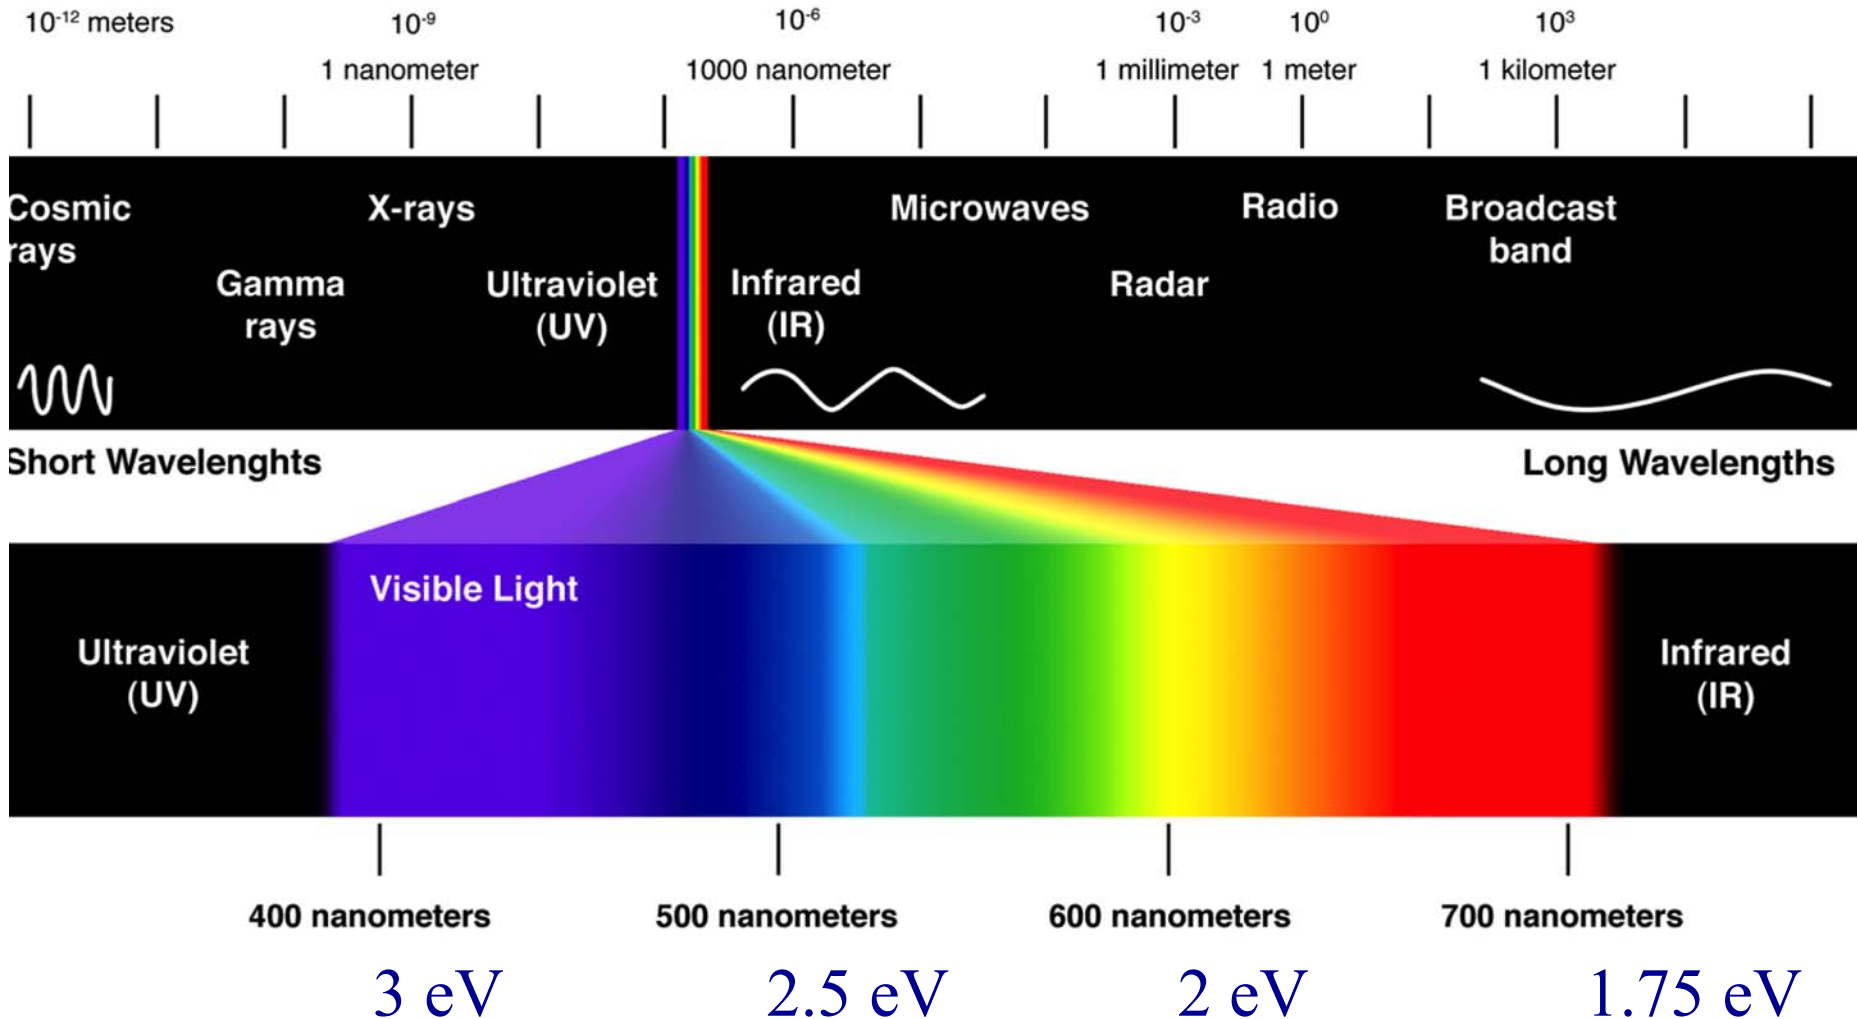 10⁻¹² meters 10⁻⁹ 10⁻⁶ 10⁻³ 10⁰ 10³
1 nanometer 1000 nanometer 1 millimeter 1 meter 1 kilometer
Cosmic
rays
X-rays
Microwaves
Radio
Broadcast
band
Gamma
rays
Ultraviolet
(UV)
Infrared
(IR)
Radar
Short Wavelenghts
Long Wavelengths
Visible Light
Ultraviolet
(UV)
Infrared
(IR)
400 nanometers 500 nanometers 600 nanometers 700 nanometers
3 eV 2.5 eV 2 eV 1.75 eV